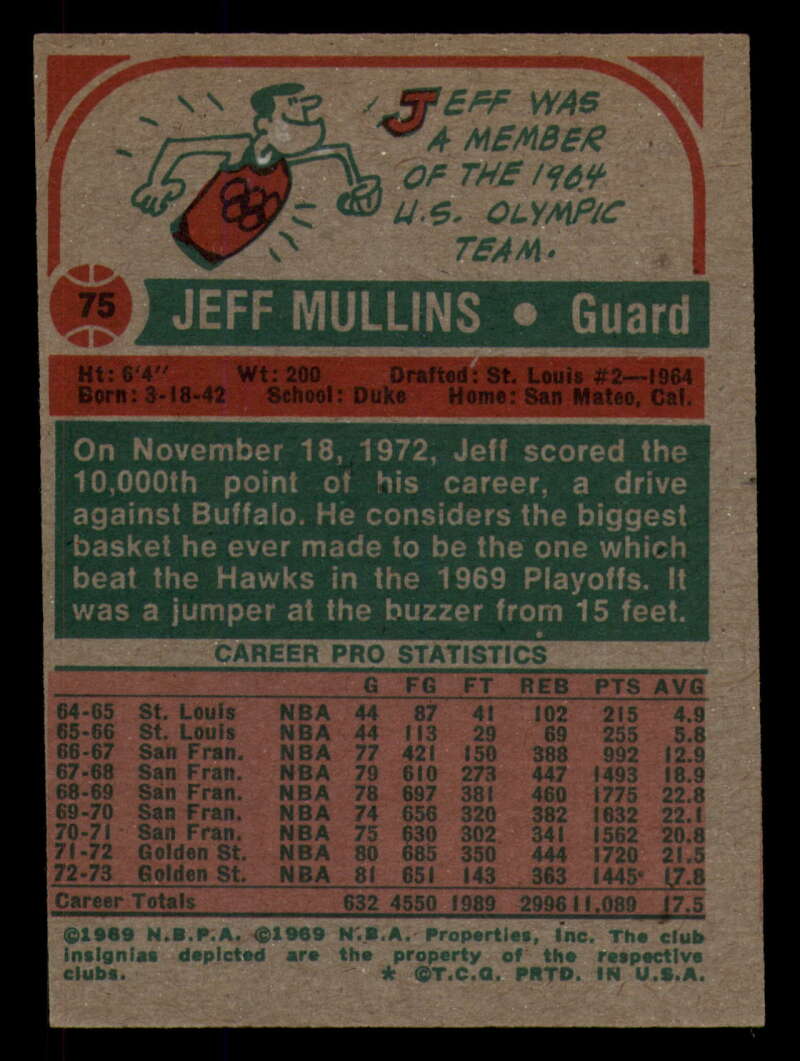 JEFF WAS
A MEMBER
OF THE 1964
U.S. OLYMPIC
TEAM.
75 JEFF MULLINS • Guard
Ht: 6'4" Wt: 200 Drafted: St. Louis #2—1964
Born: 3-18-42 School: Duke Home: San Mateo, Cal.
On November 18, 1972, Jeff scored the
10,000th point of his career, a drive
against Buffalo. He considers the biggest
basket he ever made to be the one which
beat the Hawks in the 1969 Playoffs. It
was a jumper at the buzzer from 15 feet.
CAREER PRO STATISTICS
G FG FT REB PTS AVG
64-65 St. Louis NBA 44 87 41 102 215 4.9
65-66 St. Louis NBA 44 113 29 69 255 5.8
66-67 San Fran. NBA 77 421 150 388 992 12.9
67-68 San Fran. NBA 79 610 273 447 1493 18.9
68-69 San Fran. NBA 78 697 381 460 1775 22.8
69-70 San Fran. NBA 74 656 320 382 1632 22.1
70-71 San Fran. NBA 75 630 302 341 1562 20.8
71-72 Golden St. NBA 80 685 350 444 1720 21.5
72-73 Golden St. NBA 81 651 143 363 1445 17.8
Career Totals 632 4550 1989 2996 11,089 17.5
©1969 N.B.P.A. ©1969 N.B.A. Properties, Inc. The club
insignias depicted are the property of the respective
clubs. * ©T.C.G. PRTD. IN U.S.A.